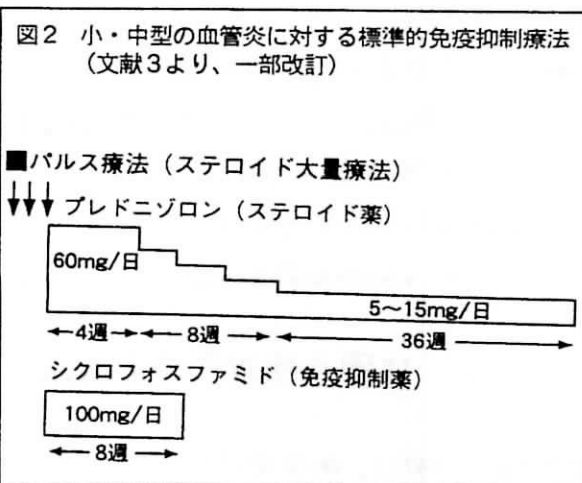 図2 小・中型の血管炎に対する標準的免疫抑制療法
(文献3より、一部改訂)
■パルス療法(ステロイド大量療法)
プレドニゾロン(ステロイド薬)
60mg/日
5〜15mg/日
4週 8週 36週
シクロフォスファミド(免疫抑制薬)
100mg/日
8週